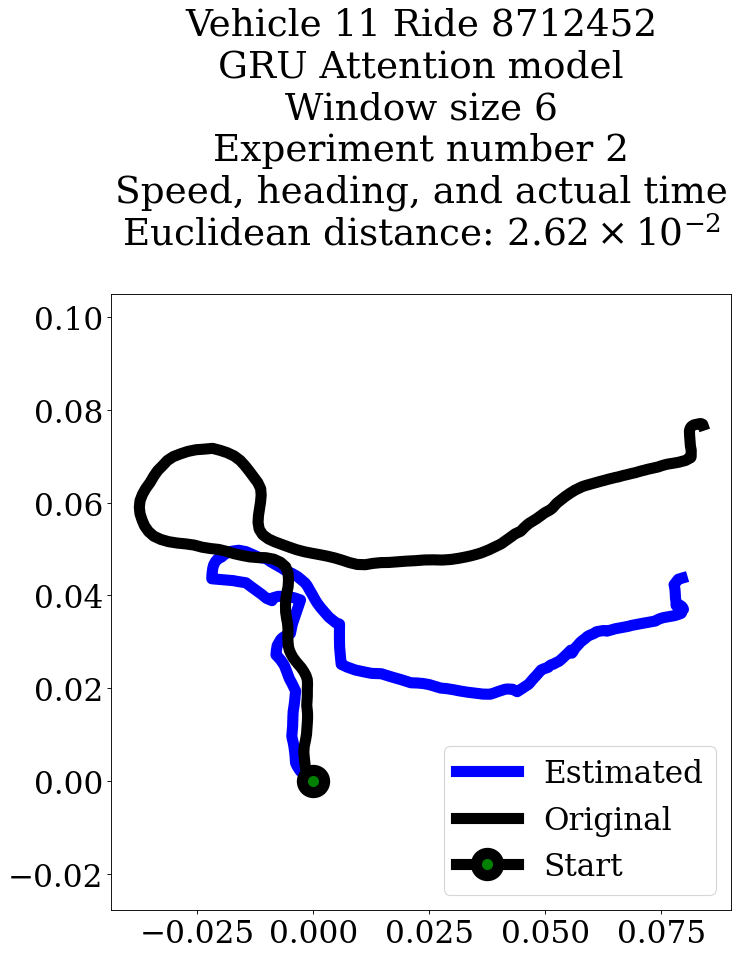 Vehicle 11 Ride 8712452
GRU Attention model
Window size 6
Experiment number 2
Speed, heading, and actual time
Euclidean distance: 2.62 × 10⁻²
0.10
0.08
0.06
0.04
0.02
0.00
−0.02
Estimated
Original
Start
−0.025 0.000 0.025 0.050 0.075